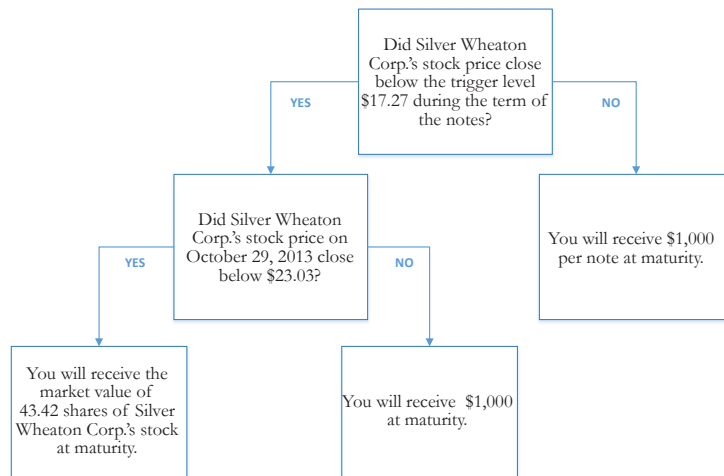 Did Silver Wheaton
Corp.'s stock price close
below the trigger level
$17.27 during the term of
the notes?
YES
NO
Did Silver Wheaton
Corp.'s stock price on
October 29, 2013 close
below $23.03?
You will receive $1,000
per note at maturity.
YES
NO
You will receive the
market value of
43.42 shares of Silver
Wheaton Corp.'s stock
at maturity.
You will receive $1,000
at maturity.